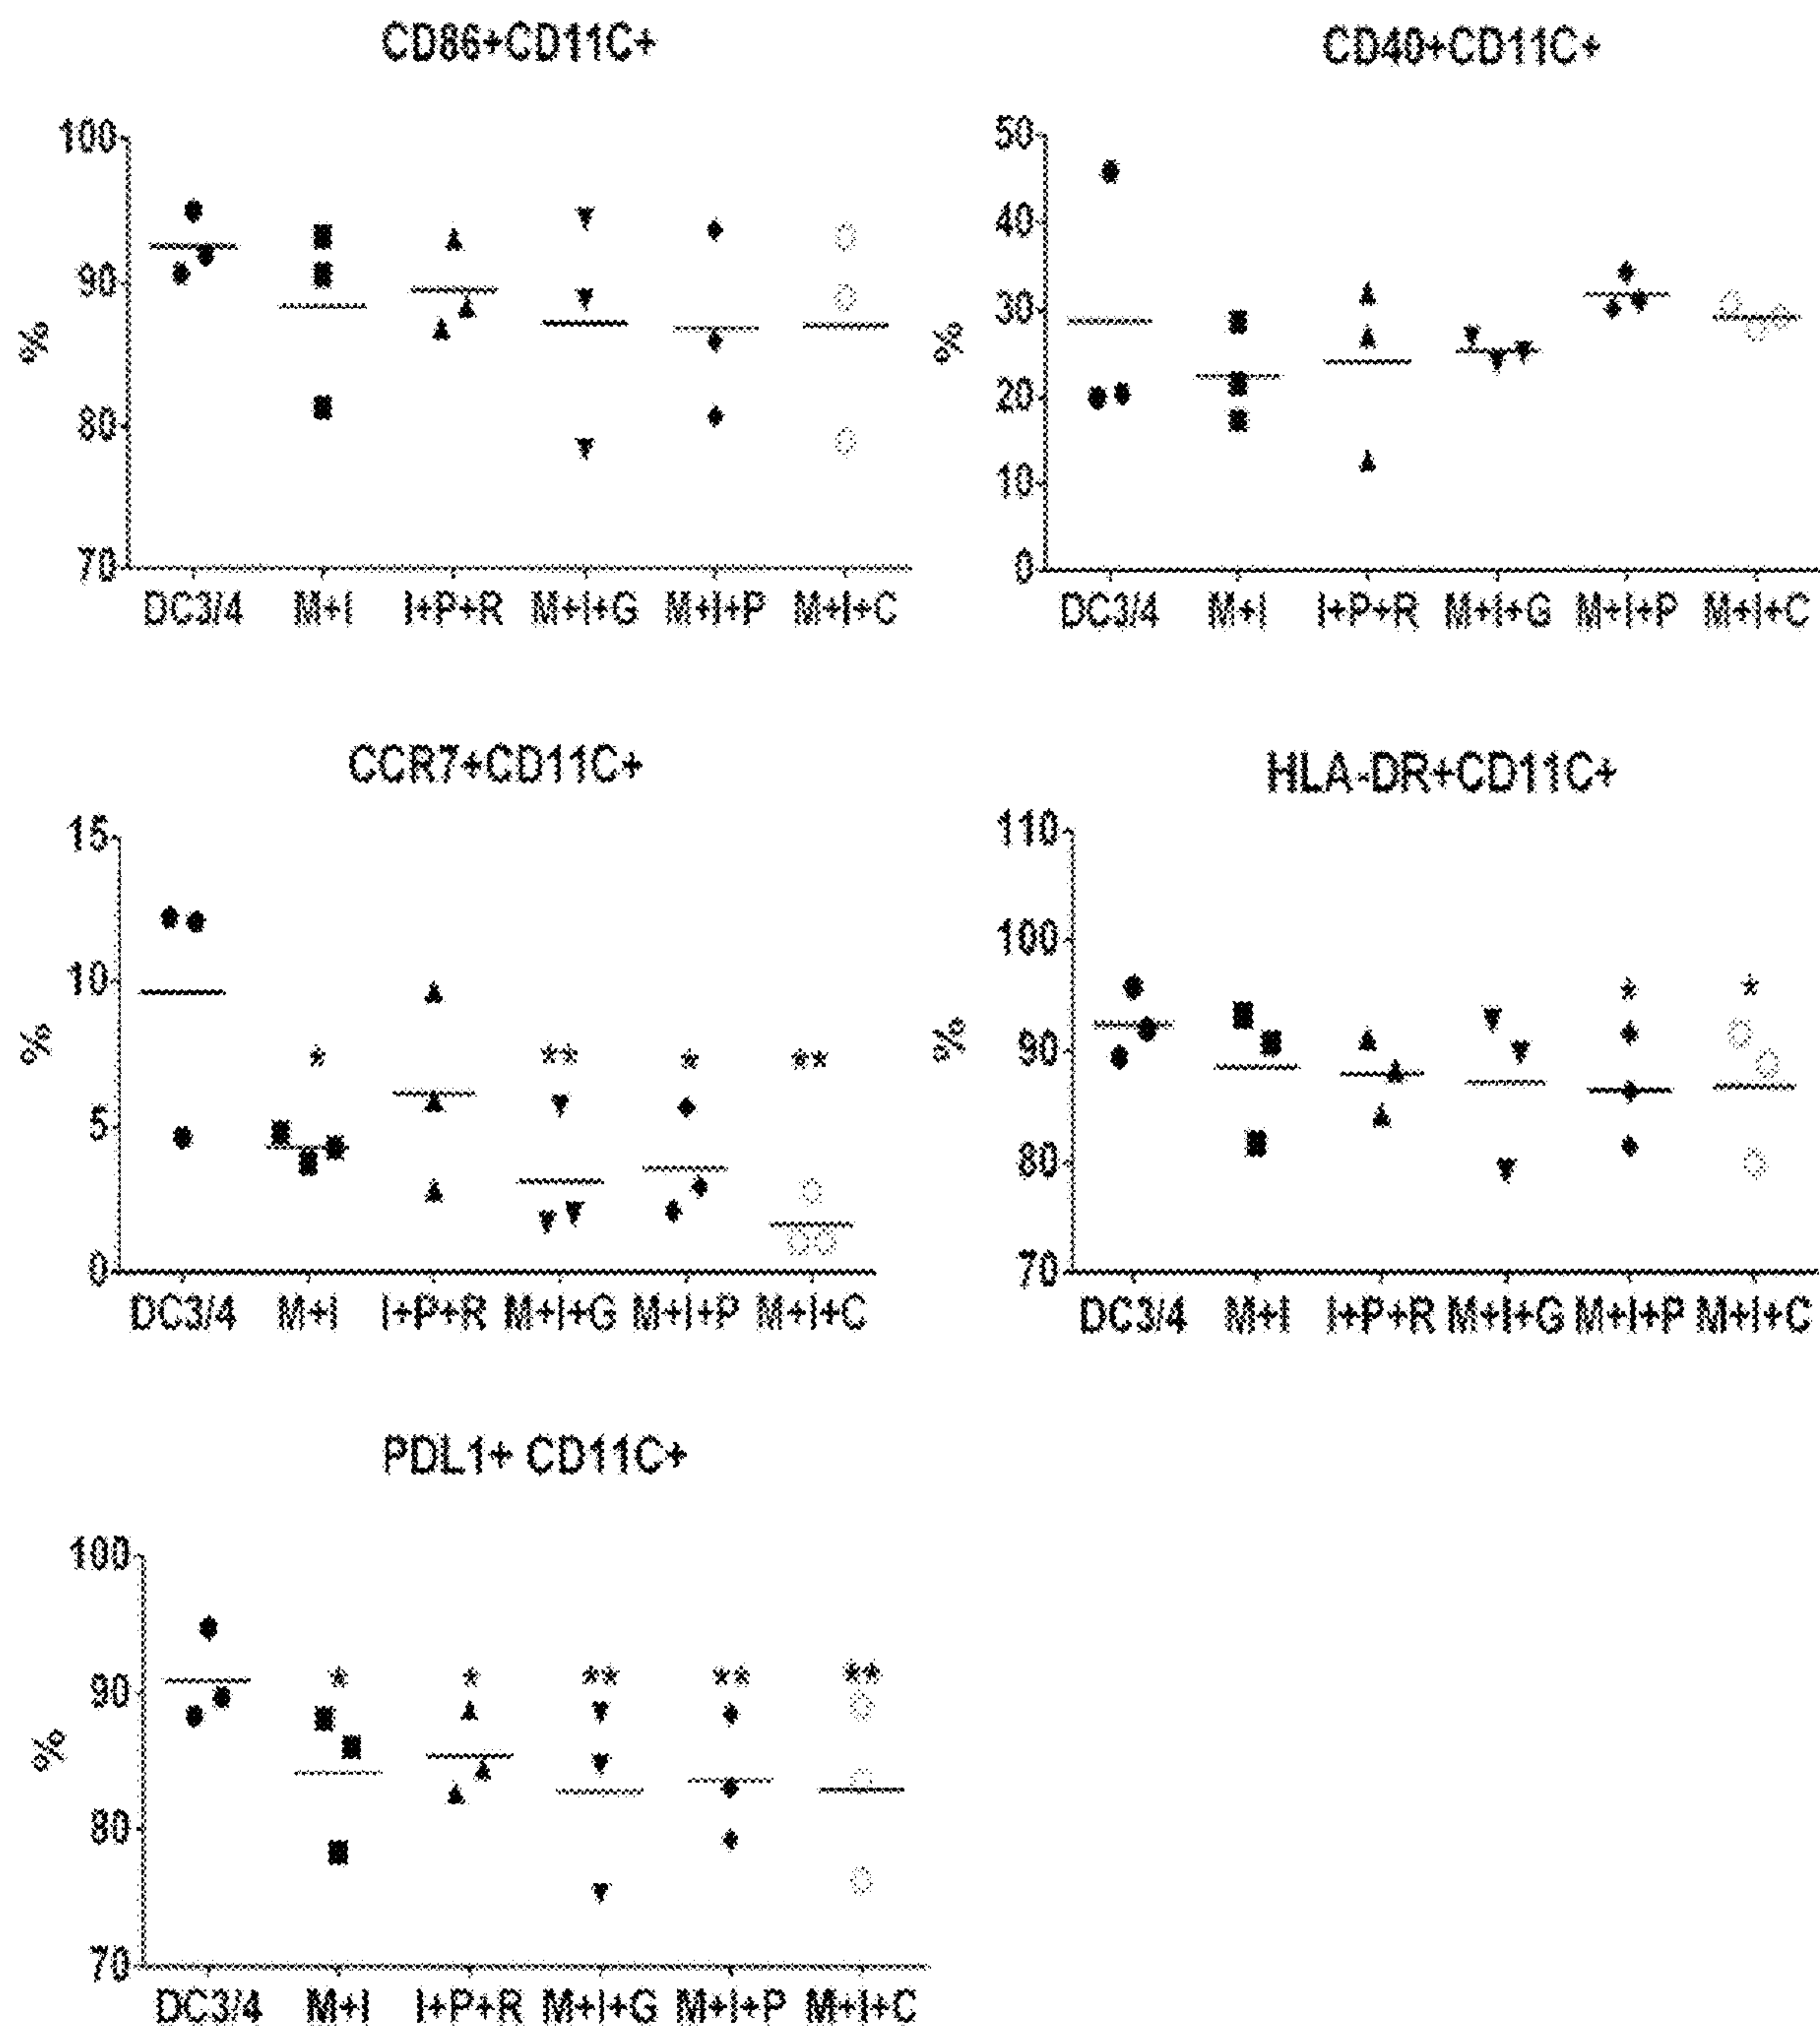 CD86+CD11C+
100
90
80
70
%
DC3/4 M+I I+P+R M+I+G M+I+P M+I+C
CD40+CD11C+
50
40
30
20
10
0
%
DC3/4 M+I I+P+R M+I+G M+I+P M+I+C
CCR7+CD11C+
15
10
5
0
%
* ** * **
DC3/4 M+I I+P+R M+I+G M+I+P M+I+C
HLA-DR+CD11C+
110
100
90
80
70
%
* *
DC3/4 M+I I+P+R M+I+G M+I+P M+I+C
PDL1+ CD11C+
100
90
80
70
%
* * ** ** **
DC3/4 M+I I+P+R M+I+G M+I+P M+I+C